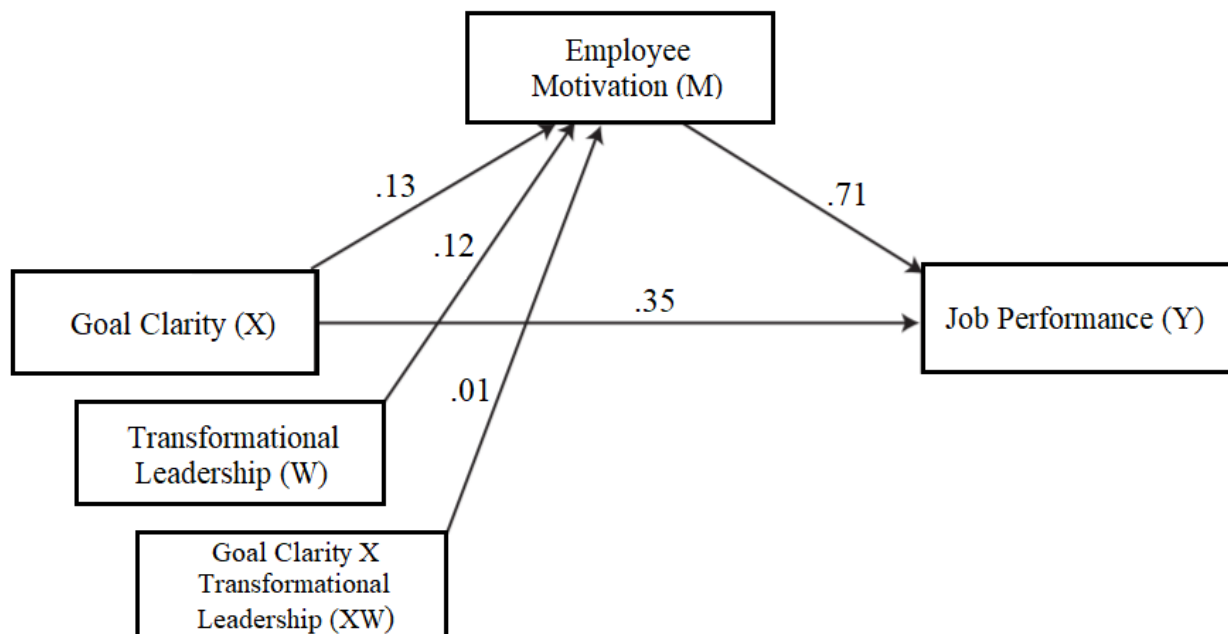 Employee
Motivation (M)
.13
.71
.12
Goal Clarity (X)
.35
Job Performance (Y)
.01
Transformational
Leadership (W)
Goal Clarity X
Transformational
Leadership (XW)